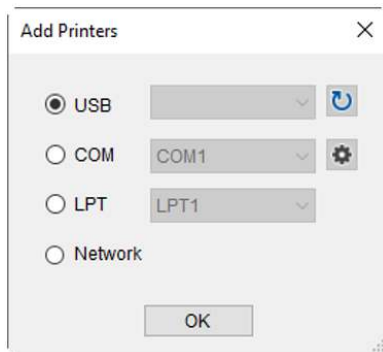 Add Printers
USB
COM COM1
LPT LPT1
Network
OK